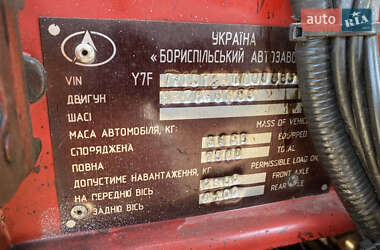 auto RIA
УКРАЇНА
« БОРИСПІЛЬСЬКИЙ АВТОЗАВО
VIN Y7F
ДВИГУН
ШАСІ
МАСА АВТОМОБІЛЯ, КГ: MASS OF VEHICLE
СПОРЯДЖЕНА EQUIPPED
ПОВНА TOTAL
ДОПУСТИМЕ НАВАНТАЖЕННЯ, КГ PERMISSIBLE LOAD ON
НА ПЕРЕДНЮ ВІСЬ FRONT AXLE
ЗАДНЮ ВІСЬ REAR AXLE